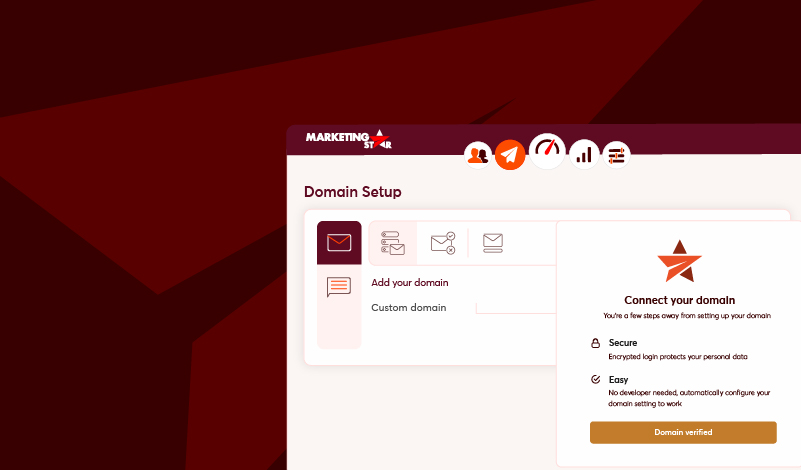 MARKETING
STAR
Domain Setup
Add your domain
Custom domain
Connect your domain
You're a few steps away from setting up your domain
Secure
Encrypted login protects your personal data
Easy
No developer needed, automatically configure your
domain setting to work
Domain verified